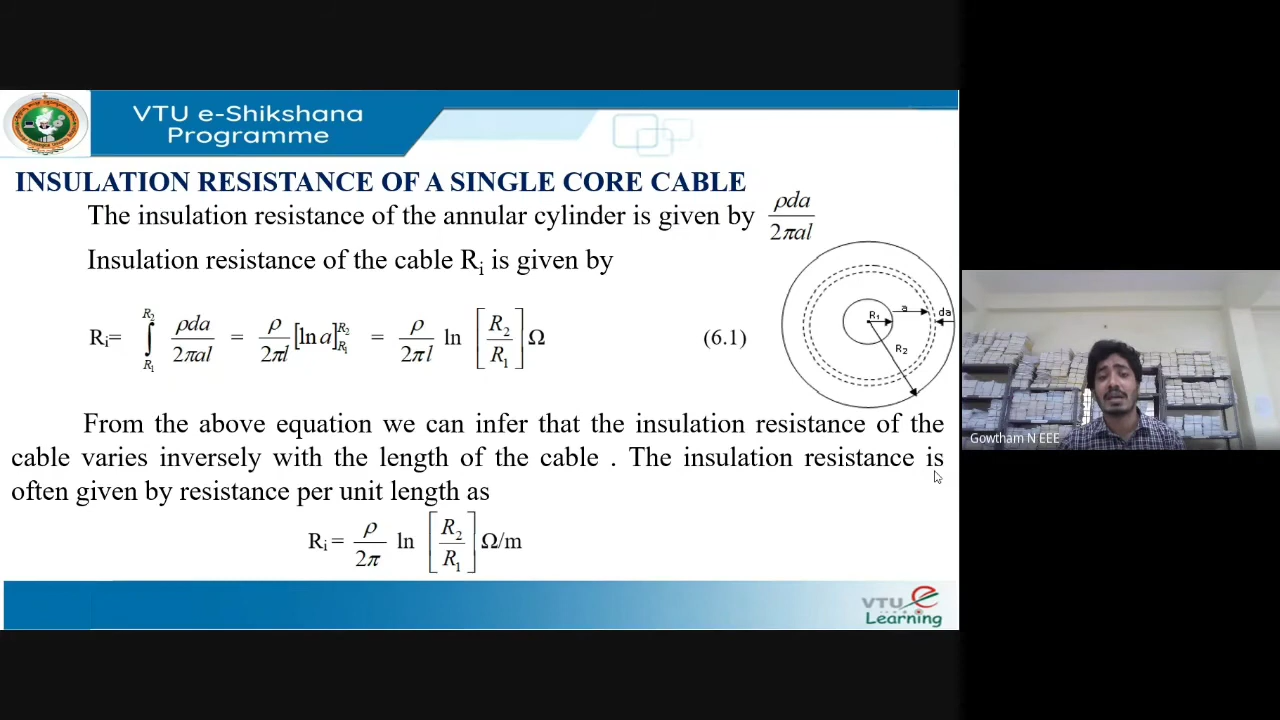 VTU e-Shikshana
Programme
INSULATION RESISTANCE OF A SINGLE CORE CABLE
The insulation resistance of the annular cylinder is given by ρda/2πal
Insulation resistance of the cable Rᵢ is given by
Rᵢ= ∫_{R₁}^{R₂} ρda/2πal = ρ/2πl [ln a]_{R₁}^{R₂} = ρ/2πl ln [R₂/R₁] Ω (6.1)
R₁ a da
R₂
From the above equation we can infer that the insulation resistance of the
cable varies inversely with the length of the cable . The insulation resistance is
often given by resistance per unit length as
Rᵢ = ρ/2π ln [R₂/R₁] Ω/m
VTU e
Learning
Gowtham N EEE